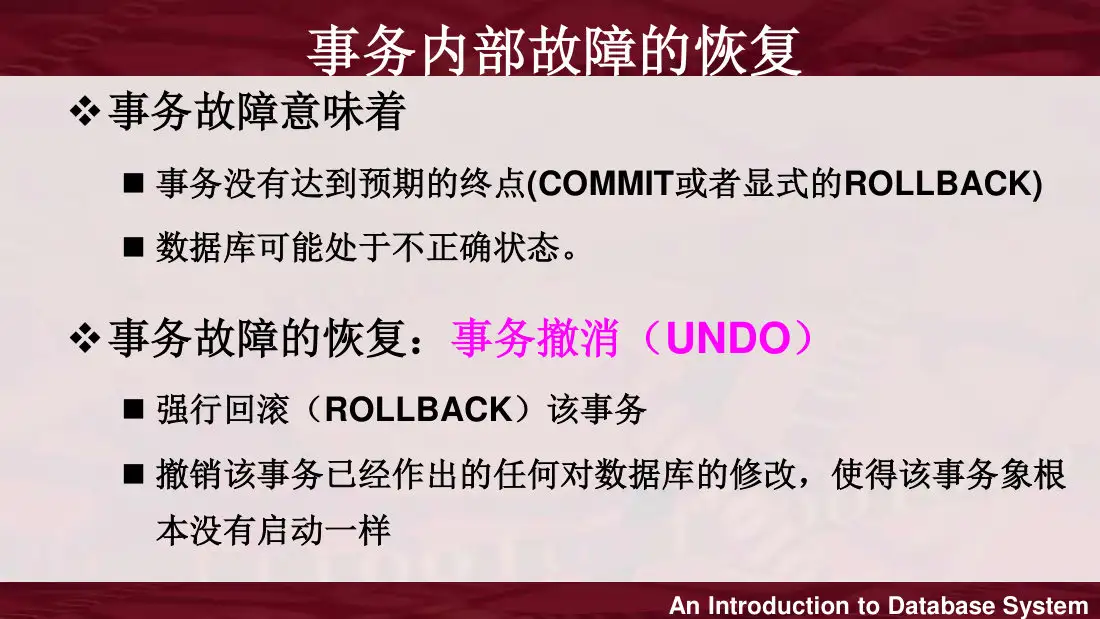 事务内部故障的恢复
❖事务故障意味着
■ 事务没有达到预期的终点(COMMIT或者显式的ROLLBACK)
■ 数据库可能处于不正确状态。
❖事务故障的恢复：事务撤消（UNDO）
■ 强行回滚（ROLLBACK）该事务
■ 撤销该事务已经作出的任何对数据库的修改，使得该事务象根
本没有启动一样
An Introduction to Database System